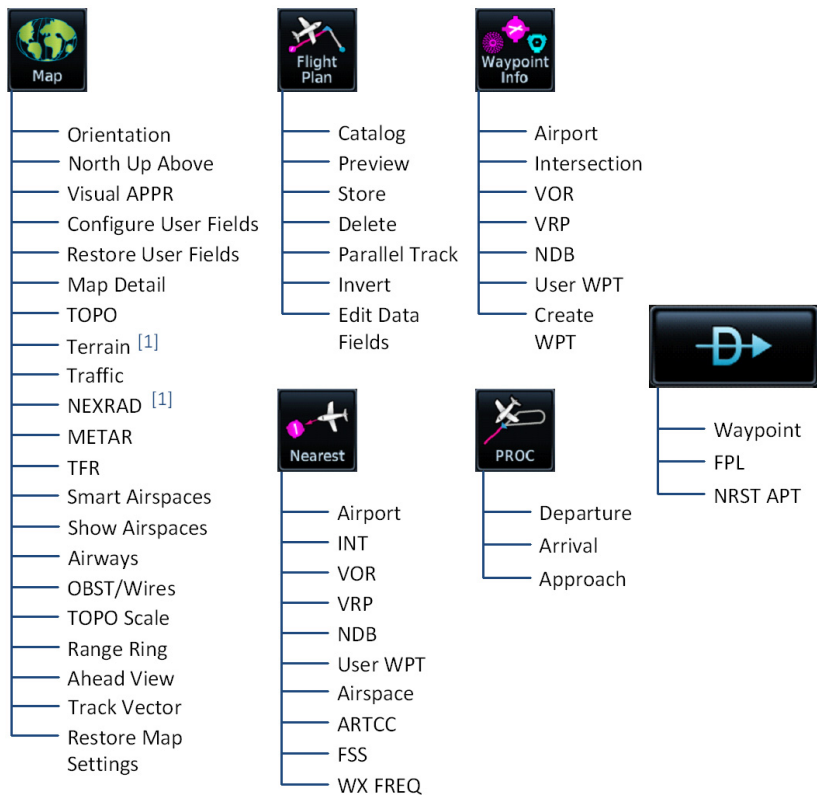 Map
Orientation
North Up Above
Visual APPR
Configure User Fields
Restore User Fields
Map Detail
TOPO
Terrain [1]
Traffic
NEXRAD [1]
METAR
TFR
Smart Airspaces
Show Airspaces
Airways
OBST/Wires
TOPO Scale
Range Ring
Ahead View
Track Vector
Restore Map
Settings
Flight
Plan
Catalog
Preview
Store
Delete
Parallel Track
Invert
Edit Data
Fields
Waypoint
Info
Airport
Intersection
VOR
VRP
NDB
User WPT
Create
WPT
Nearest
Airport
INT
VOR
VRP
NDB
User WPT
Airspace
ARTCC
FSS
WX FREQ
PROC
Departure
Arrival
Approach
D
Waypoint
FPL
NRST APT